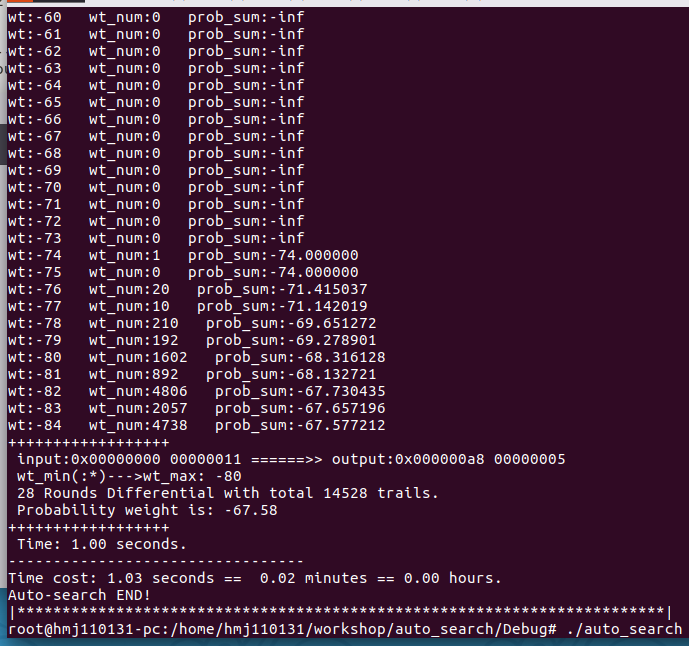 wt:-60   wt_num:0   prob_sum:-inf
wt:-61   wt_num:0   prob_sum:-inf
wt:-62   wt_num:0   prob_sum:-inf
wt:-63   wt_num:0   prob_sum:-inf
wt:-64   wt_num:0   prob_sum:-inf
wt:-65   wt_num:0   prob_sum:-inf
wt:-66   wt_num:0   prob_sum:-inf
wt:-67   wt_num:0   prob_sum:-inf
wt:-68   wt_num:0   prob_sum:-inf
wt:-69   wt_num:0   prob_sum:-inf
wt:-70   wt_num:0   prob_sum:-inf
wt:-71   wt_num:0   prob_sum:-inf
wt:-72   wt_num:0   prob_sum:-inf
wt:-73   wt_num:0   prob_sum:-inf
wt:-74   wt_num:1   prob_sum:-74.000000
wt:-75   wt_num:0   prob_sum:-74.000000
wt:-76   wt_num:20   prob_sum:-71.415037
wt:-77   wt_num:10   prob_sum:-71.142019
wt:-78   wt_num:210   prob_sum:-69.651272
wt:-79   wt_num:192   prob_sum:-69.278901
wt:-80   wt_num:1602   prob_sum:-68.316128
wt:-81   wt_num:892   prob_sum:-68.132721
wt:-82   wt_num:4806   prob_sum:-67.730435
wt:-83   wt_num:2057   prob_sum:-67.657196
wt:-84   wt_num:4738   prob_sum:-67.577212
++++++++++++++++++
 input:0x00000000 00000011 ======>> output:0x000000a8 00000005
 wt_min(:*)--->wt_max: -80
 28 Rounds Differential with total 14528 trails.
 Probability weight is: -67.58
++++++++++++++++++
 Time: 1.00 seconds.
---------------------------------
Time cost: 1.03 seconds ==  0.02 minutes == 0.00 hours.
Auto-search END!
|************************************************************************|
root@hmj110131-pc:/home/hmj110131/workshop/auto_search/Debug# ./auto_search